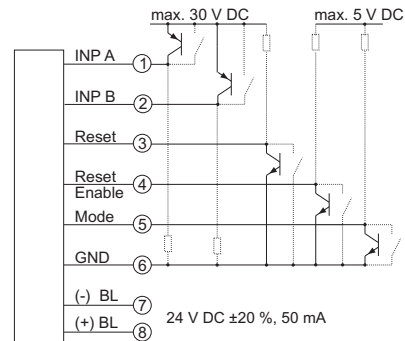 max. 30 V DC max. 5 V DC
INP A 1
INP B 2
Reset 3
Reset
Enable 4
Mode 5
GND 6
(-) BL 7
24 V DC ±20 %, 50 mA
(+) BL 8